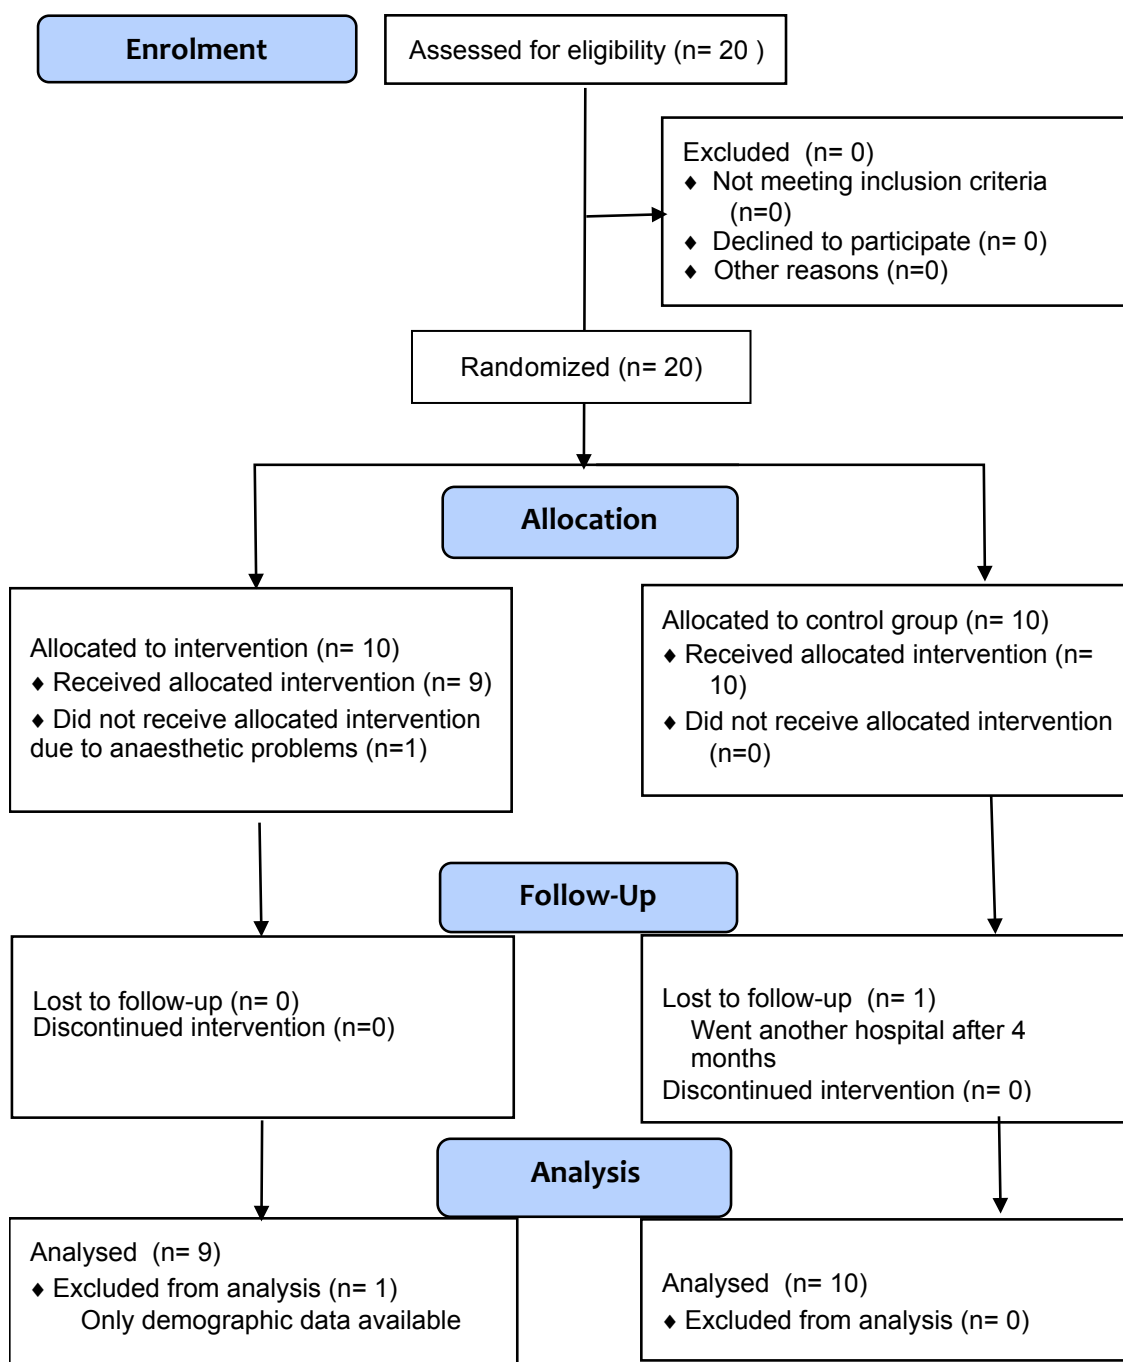 Enrolment
Assessed for eligibility (n= 20 )
Excluded  (n= 0)
♦ Not meeting inclusion criteria
(n=0)
♦ Declined to participate (n= 0)
♦ Other reasons (n=0)
Randomized (n= 20)
Allocation
Allocated to intervention (n= 10)
♦ Received allocated intervention (n= 9)
♦ Did not receive allocated intervention
due to anaesthetic problems (n=1)
Allocated to control group (n= 10)
♦ Received allocated intervention (n=
10)
♦ Did not receive allocated intervention
(n=0)
Follow-Up
Lost to follow-up (n= 0)
Discontinued intervention (n=0)
Lost to follow-up  (n= 1)
Went another hospital after 4
months
Discontinued intervention (n= 0)
Analysis
Analysed  (n= 9)
♦ Excluded from analysis (n= 1)
Only demographic data available
Analysed  (n= 10)
♦ Excluded from analysis (n= 0)